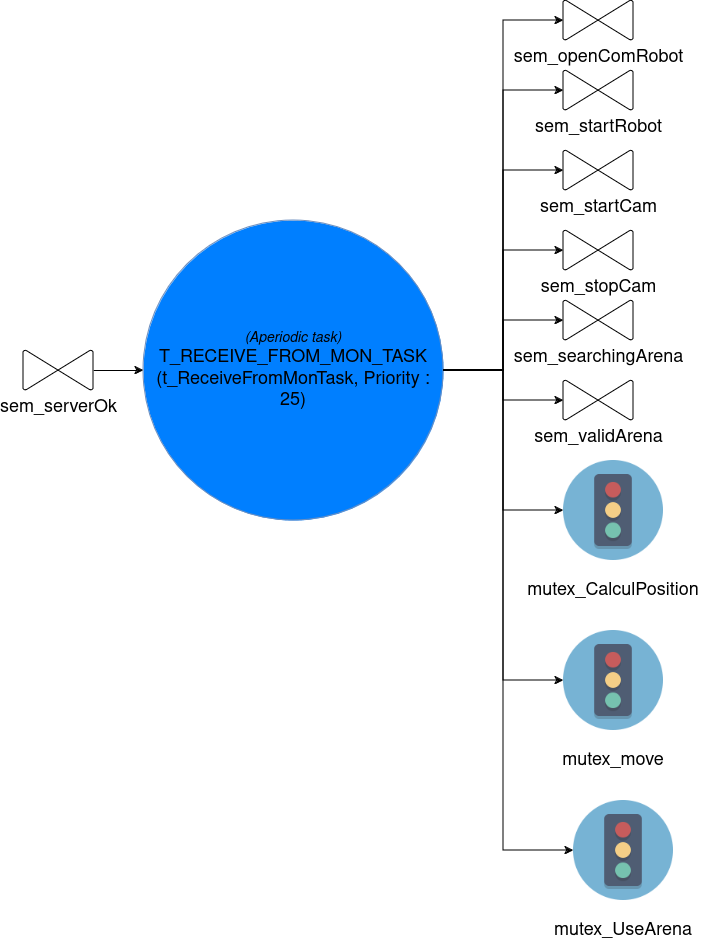 sem_openComRobot
sem_startRobot
sem_startCam
sem_stopCam
(Aperiodic task)
T_RECEIVE_FROM_MON_TASK
(t_ReceiveFromMonTask, Priority :
25)
sem_serverOk
sem_searchingArena
sem_validArena
mutex_CalculPosition
mutex_move
mutex_UseArena